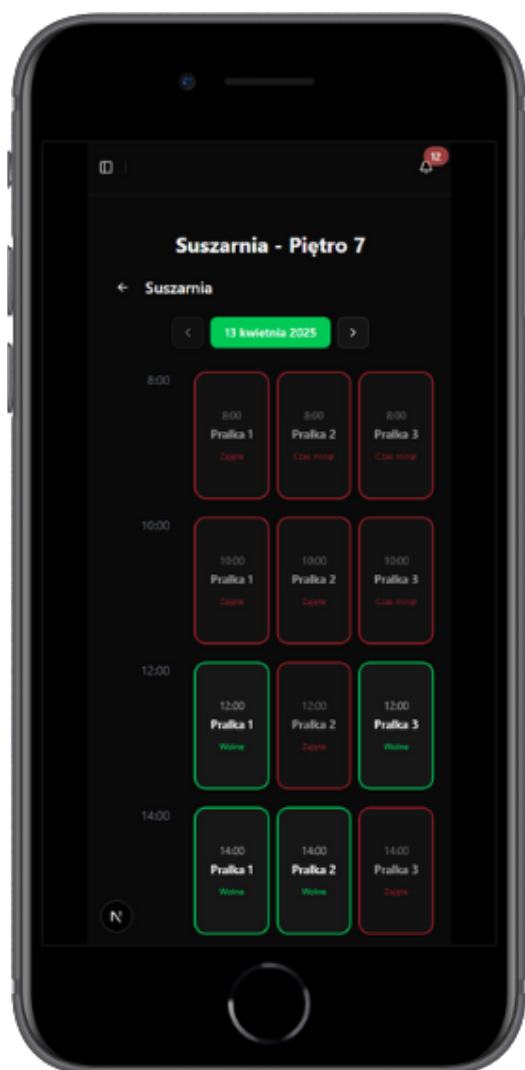 12
Suszarnia - Piętro 7
← Suszarnia
13 kwietnia 2025
8:00
8:00 8:00 8:00
Pralka 1 Pralka 2 Pralka 3
Zajęte Czas minął Czas minął
10:00
10:00 10:00 10:00
Pralka 1 Pralka 2 Pralka 3
Zajęte Zajęte Czas minął
12:00
12:00 12:00 12:00
Pralka 1 Pralka 2 Pralka 3
Wolne Zajęte Wolne
14:00
14:00 14:00 14:00
Pralka 1 Pralka 2 Pralka 3
Wolne Wolne Zajęte
N